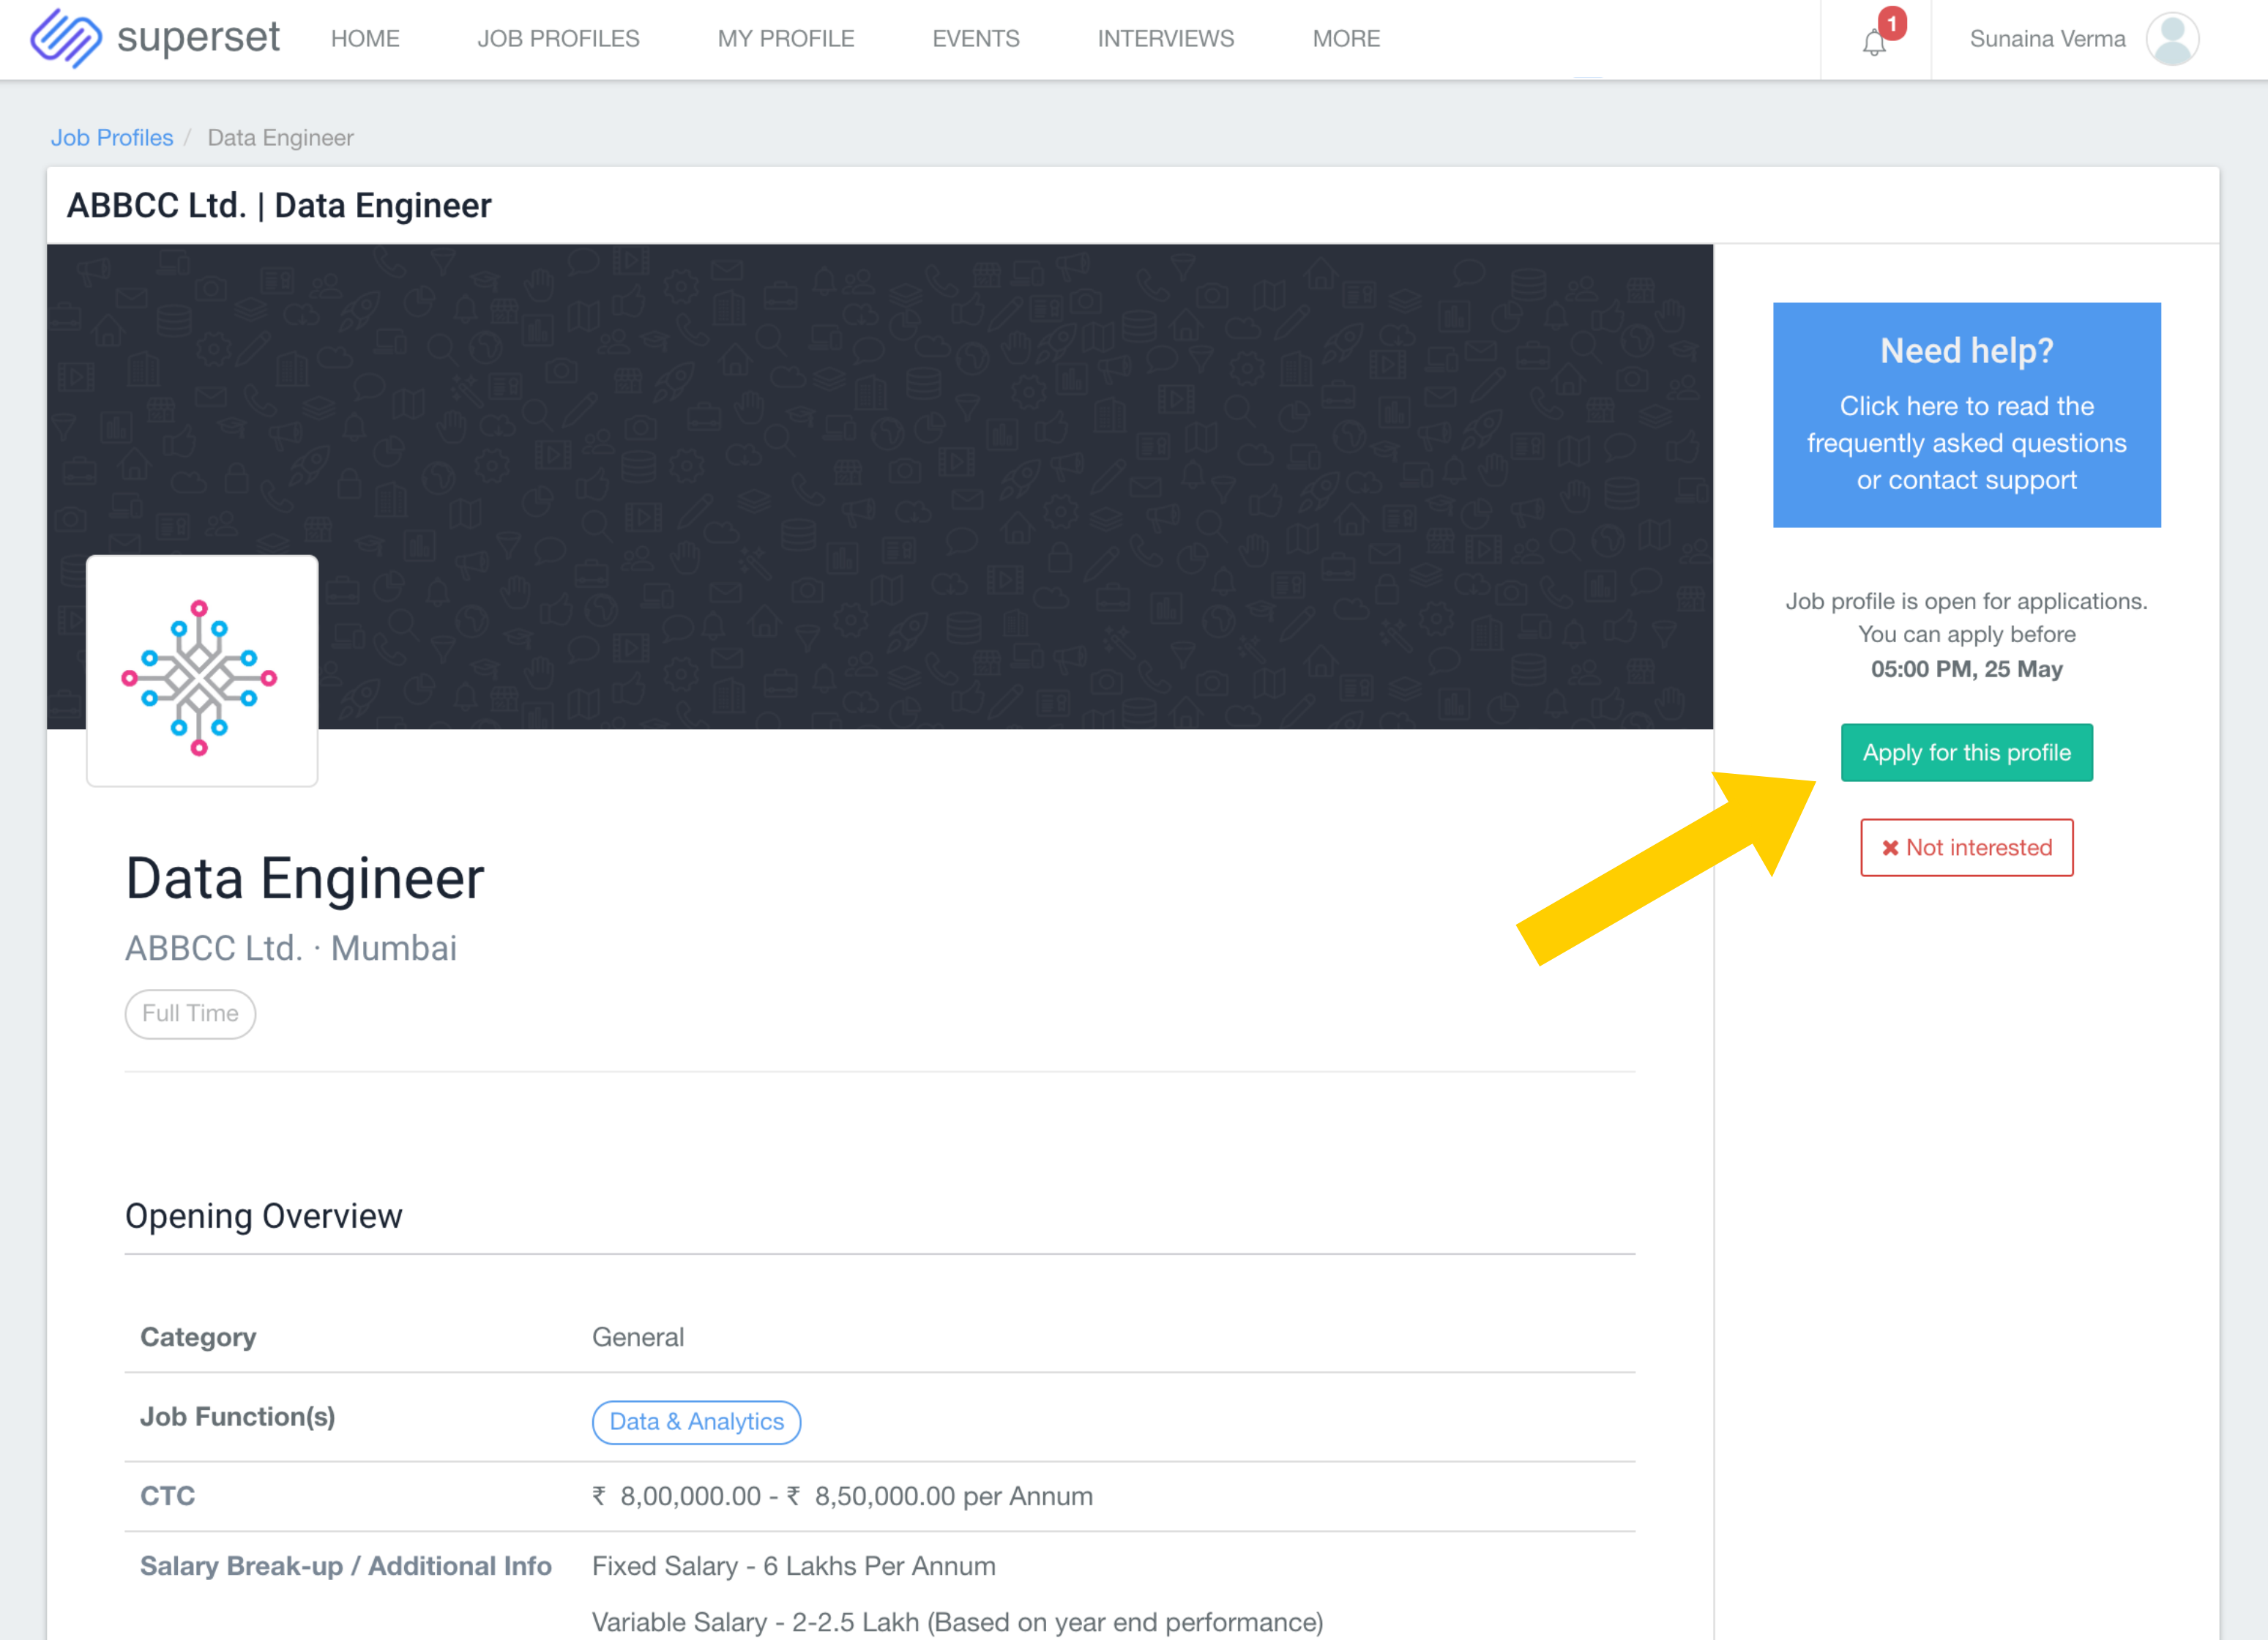 superset HOME JOB PROFILES MY PROFILE EVENTS INTERVIEWS MORE 1 Sunaina Verma
Job Profiles / Data Engineer
ABBCC Ltd. | Data Engineer
Need help?
Click here to read the
frequently asked questions
or contact support
Job profile is open for applications.
You can apply before
05:00 PM, 25 May
Apply for this profile
Not interested
Data Engineer
ABBCC Ltd. · Mumbai
Full Time
Opening Overview
Category General
Job Function(s) Data & Analytics
CTC ₹ 8,00,000.00 - ₹ 8,50,000.00 per Annum
Salary Break-up / Additional Info Fixed Salary - 6 Lakhs Per Annum
Variable Salary - 2-2.5 Lakh (Based on year end performance)